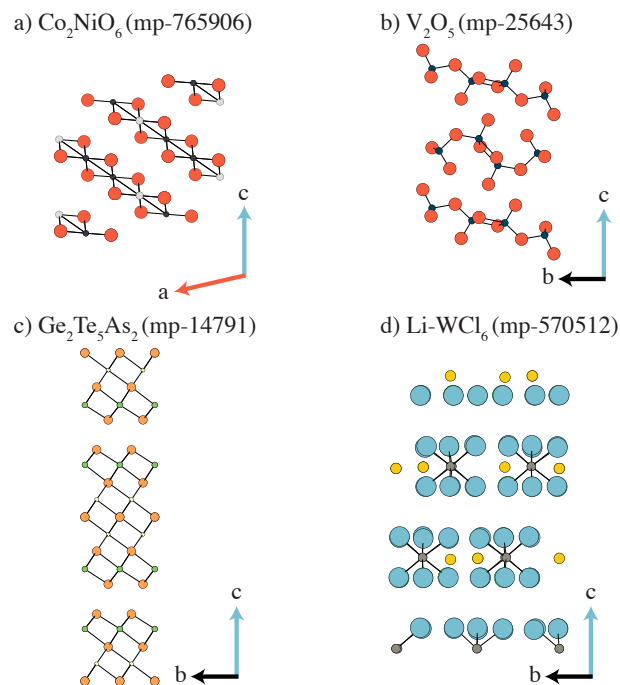 a) Co₂NiO₆ (mp-765906)
b) V₂O₅ (mp-25643)
c
a
c
b
c) Ge₂Te₅As₂ (mp-14791)
d) Li-WCl₆ (mp-570512)
c
b
c
b